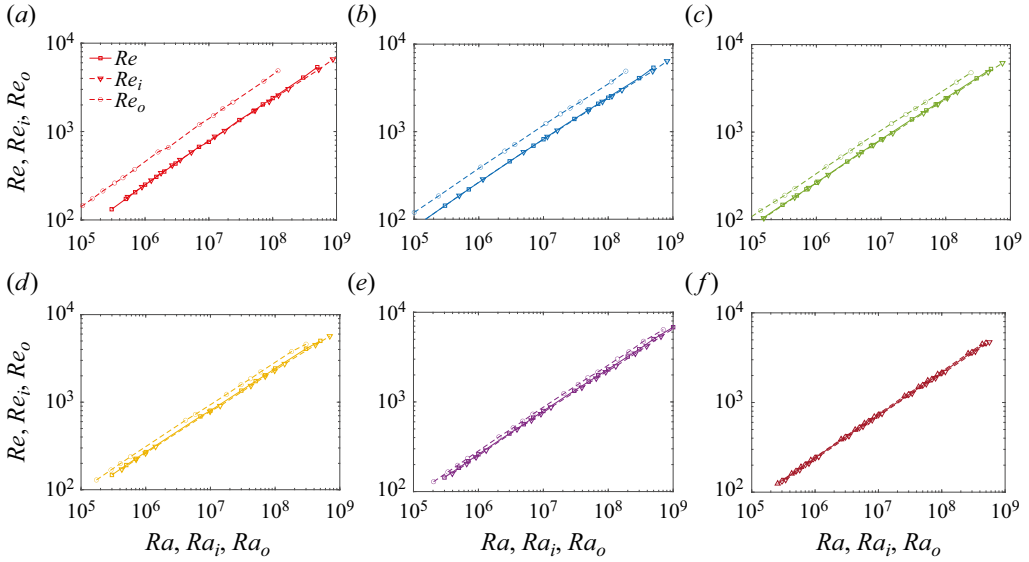 (a) (b) (c)
10^4 10^4 10^4
Re
Re_i
Re_o
Re, Re_i, Re_o
10^3 10^3 10^3
10^2 10^2 10^2
10^5 10^6 10^7 10^8 10^9 10^5 10^6 10^7 10^8 10^9 10^5 10^6 10^7 10^8 10^9
(d) (e) (f)
10^4 10^4 10^4
Re, Re_i, Re_o
10^3 10^3 10^3
10^2 10^2 10^2
10^5 10^6 10^7 10^8 10^9 10^5 10^6 10^7 10^8 10^9 10^5 10^6 10^7 10^8 10^9
Ra, Ra_i, Ra_o Ra, Ra_i, Ra_o Ra, Ra_i, Ra_o